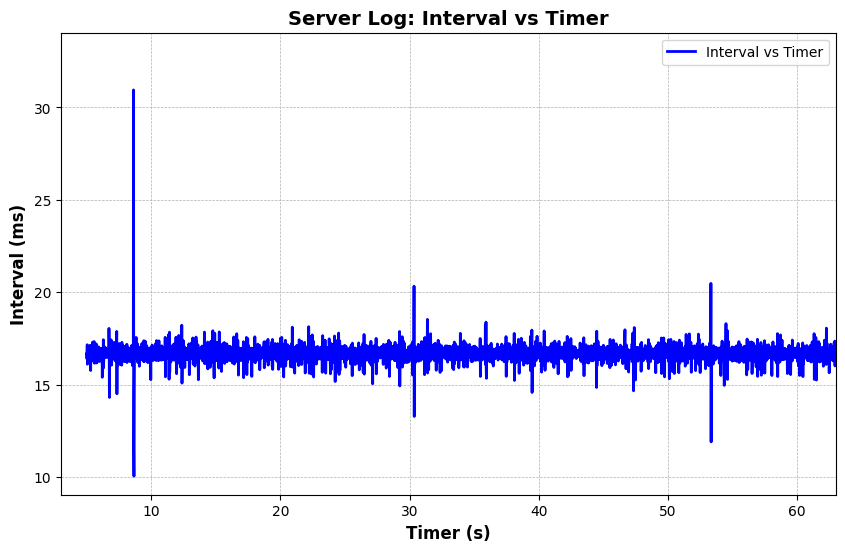 Server Log: Interval vs Timer
Interval vs Timer
30
25
20
15
10
Interval (ms)
10 20 30 40 50 60
Timer (s)